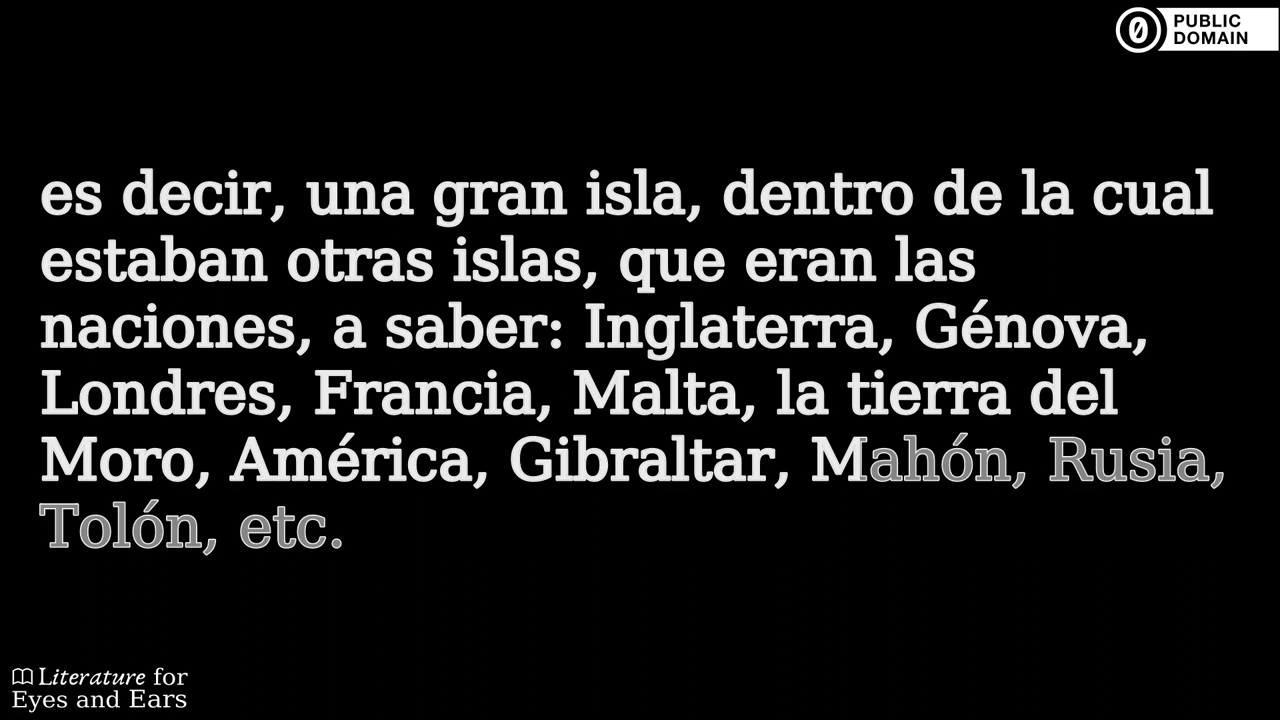 PUBLIC
DOMAIN
es decir, una gran isla, dentro de la cual
estaban otras islas, que eran las
naciones, a saber: Inglaterra, Génova,
Londres, Francia, Malta, la tierra del
Moro, América, Gibraltar, Mahón, Rusia,
Tolón, etc.
Literature for
Eyes and Ears